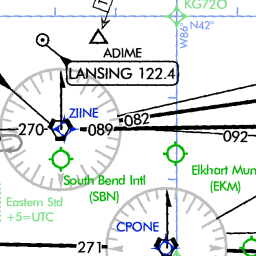 KG72O
N42°
W86°
ADIME
LANSING 122.4
ZIINE
082
270
089
092
Elkhart Mun
(EKM)
South Bend Intl
(SBN)
Eastern Std
+5=UTC
CPONE
271